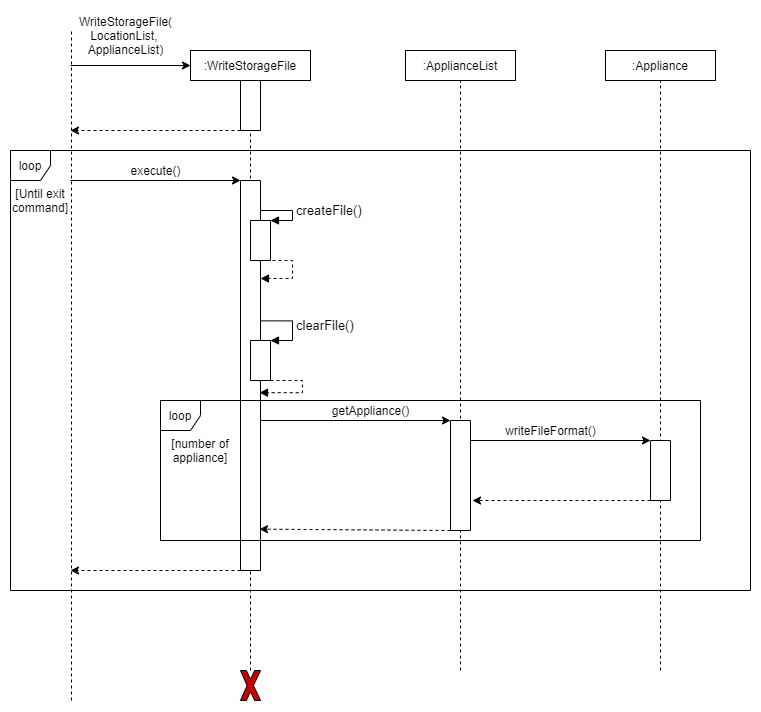 WriteStorageFile(
LocationList,
ApplianceList)
:WriteStorageFile
:ApplianceList
:Appliance
loop
[Until exit
command]
execute()
createFile()
clearFile()
loop
[number of
appliance]
getAppliance()
writeFileFormat()